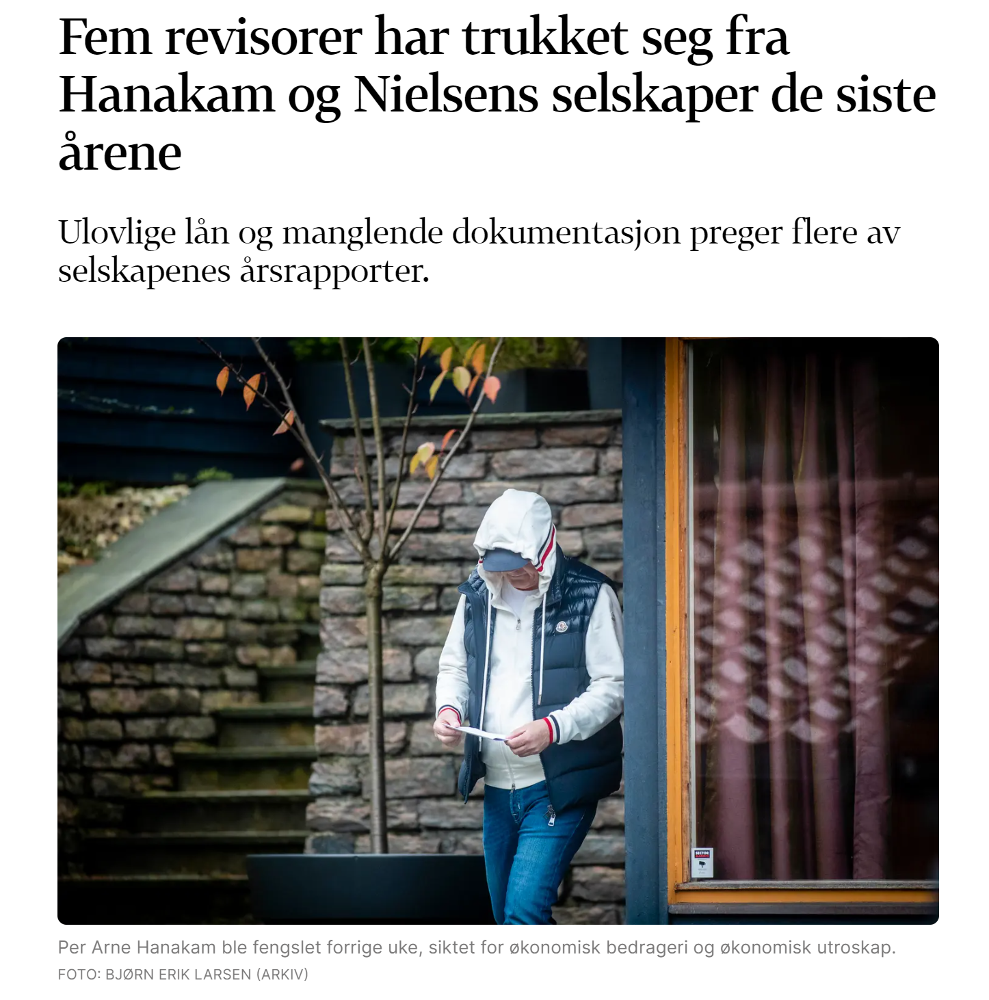 Fem revisorer har trukket seg fra
Hanakam og Nielsens selskaper de siste
årene
Ulovlige lån og manglende dokumentasjon preger flere av
selskapenes årsrapporter.
SECTOR
Per Arne Hanakam ble fengslet forrige uke, siktet for økonomisk bedrageri og økonomisk utroskap.
FOTO: BJØRN ERIK LARSEN (ARKIV)